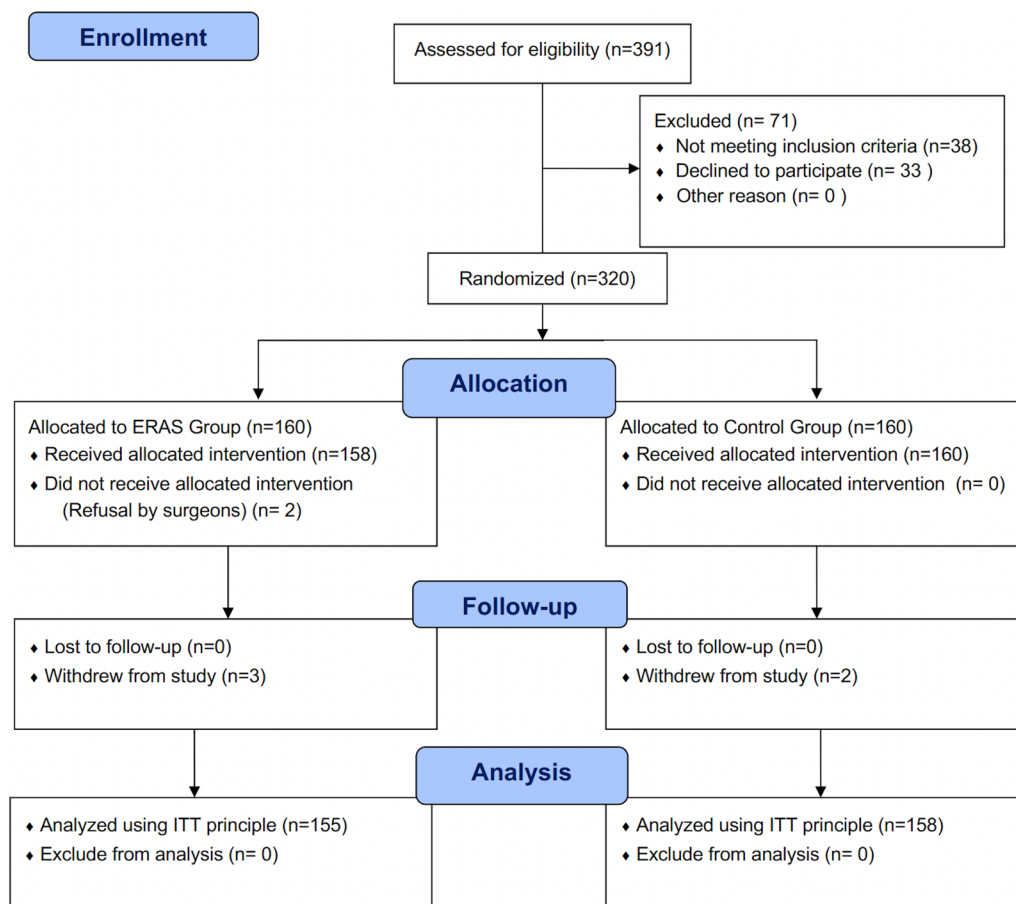 Enrollment
Assessed for eligibility (n=391)
Excluded (n= 71)
♦ Not meeting inclusion criteria (n=38)
♦ Declined to participate (n= 33 )
♦ Other reason (n= 0 )
Randomized (n=320)
Allocation
Allocated to ERAS Group (n=160)
♦ Received allocated intervention (n=158)
♦ Did not receive allocated intervention
(Refusal by surgeons) (n= 2)
Allocated to Control Group (n=160)
♦ Received allocated intervention (n=160)
♦ Did not receive allocated intervention (n= 0)
Follow-up
♦ Lost to follow-up (n=0)
♦ Withdrew from study (n=3)
♦ Lost to follow-up (n=0)
♦ Withdrew from study (n=2)
Analysis
♦ Analyzed using ITT principle (n=155)
♦ Exclude from analysis (n= 0)
♦ Analyzed using ITT principle (n=158)
♦ Exclude from analysis (n= 0)